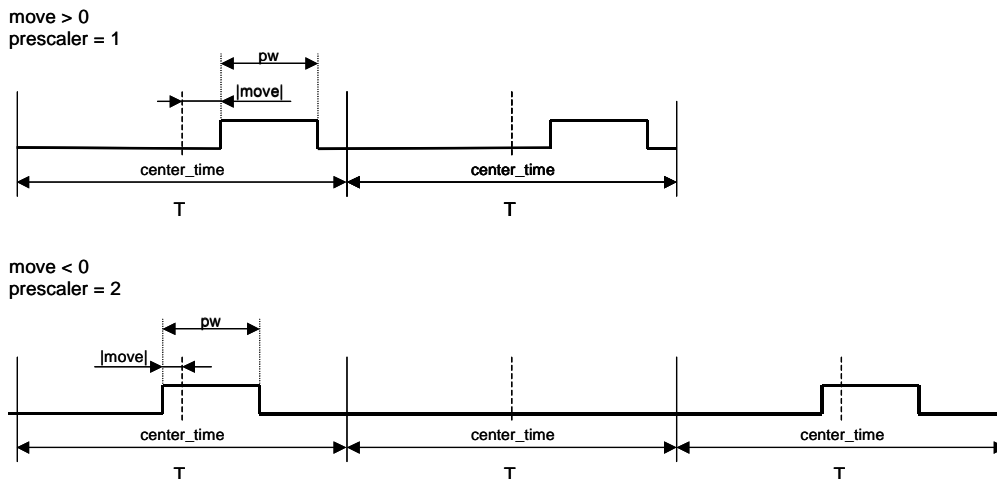 move > 0
prescaler = 1
pw
|move|
center_time
center_time
T
T
move < 0
prescaler = 2
pw
|move|
center_time
center_time
center_time
T
T
T